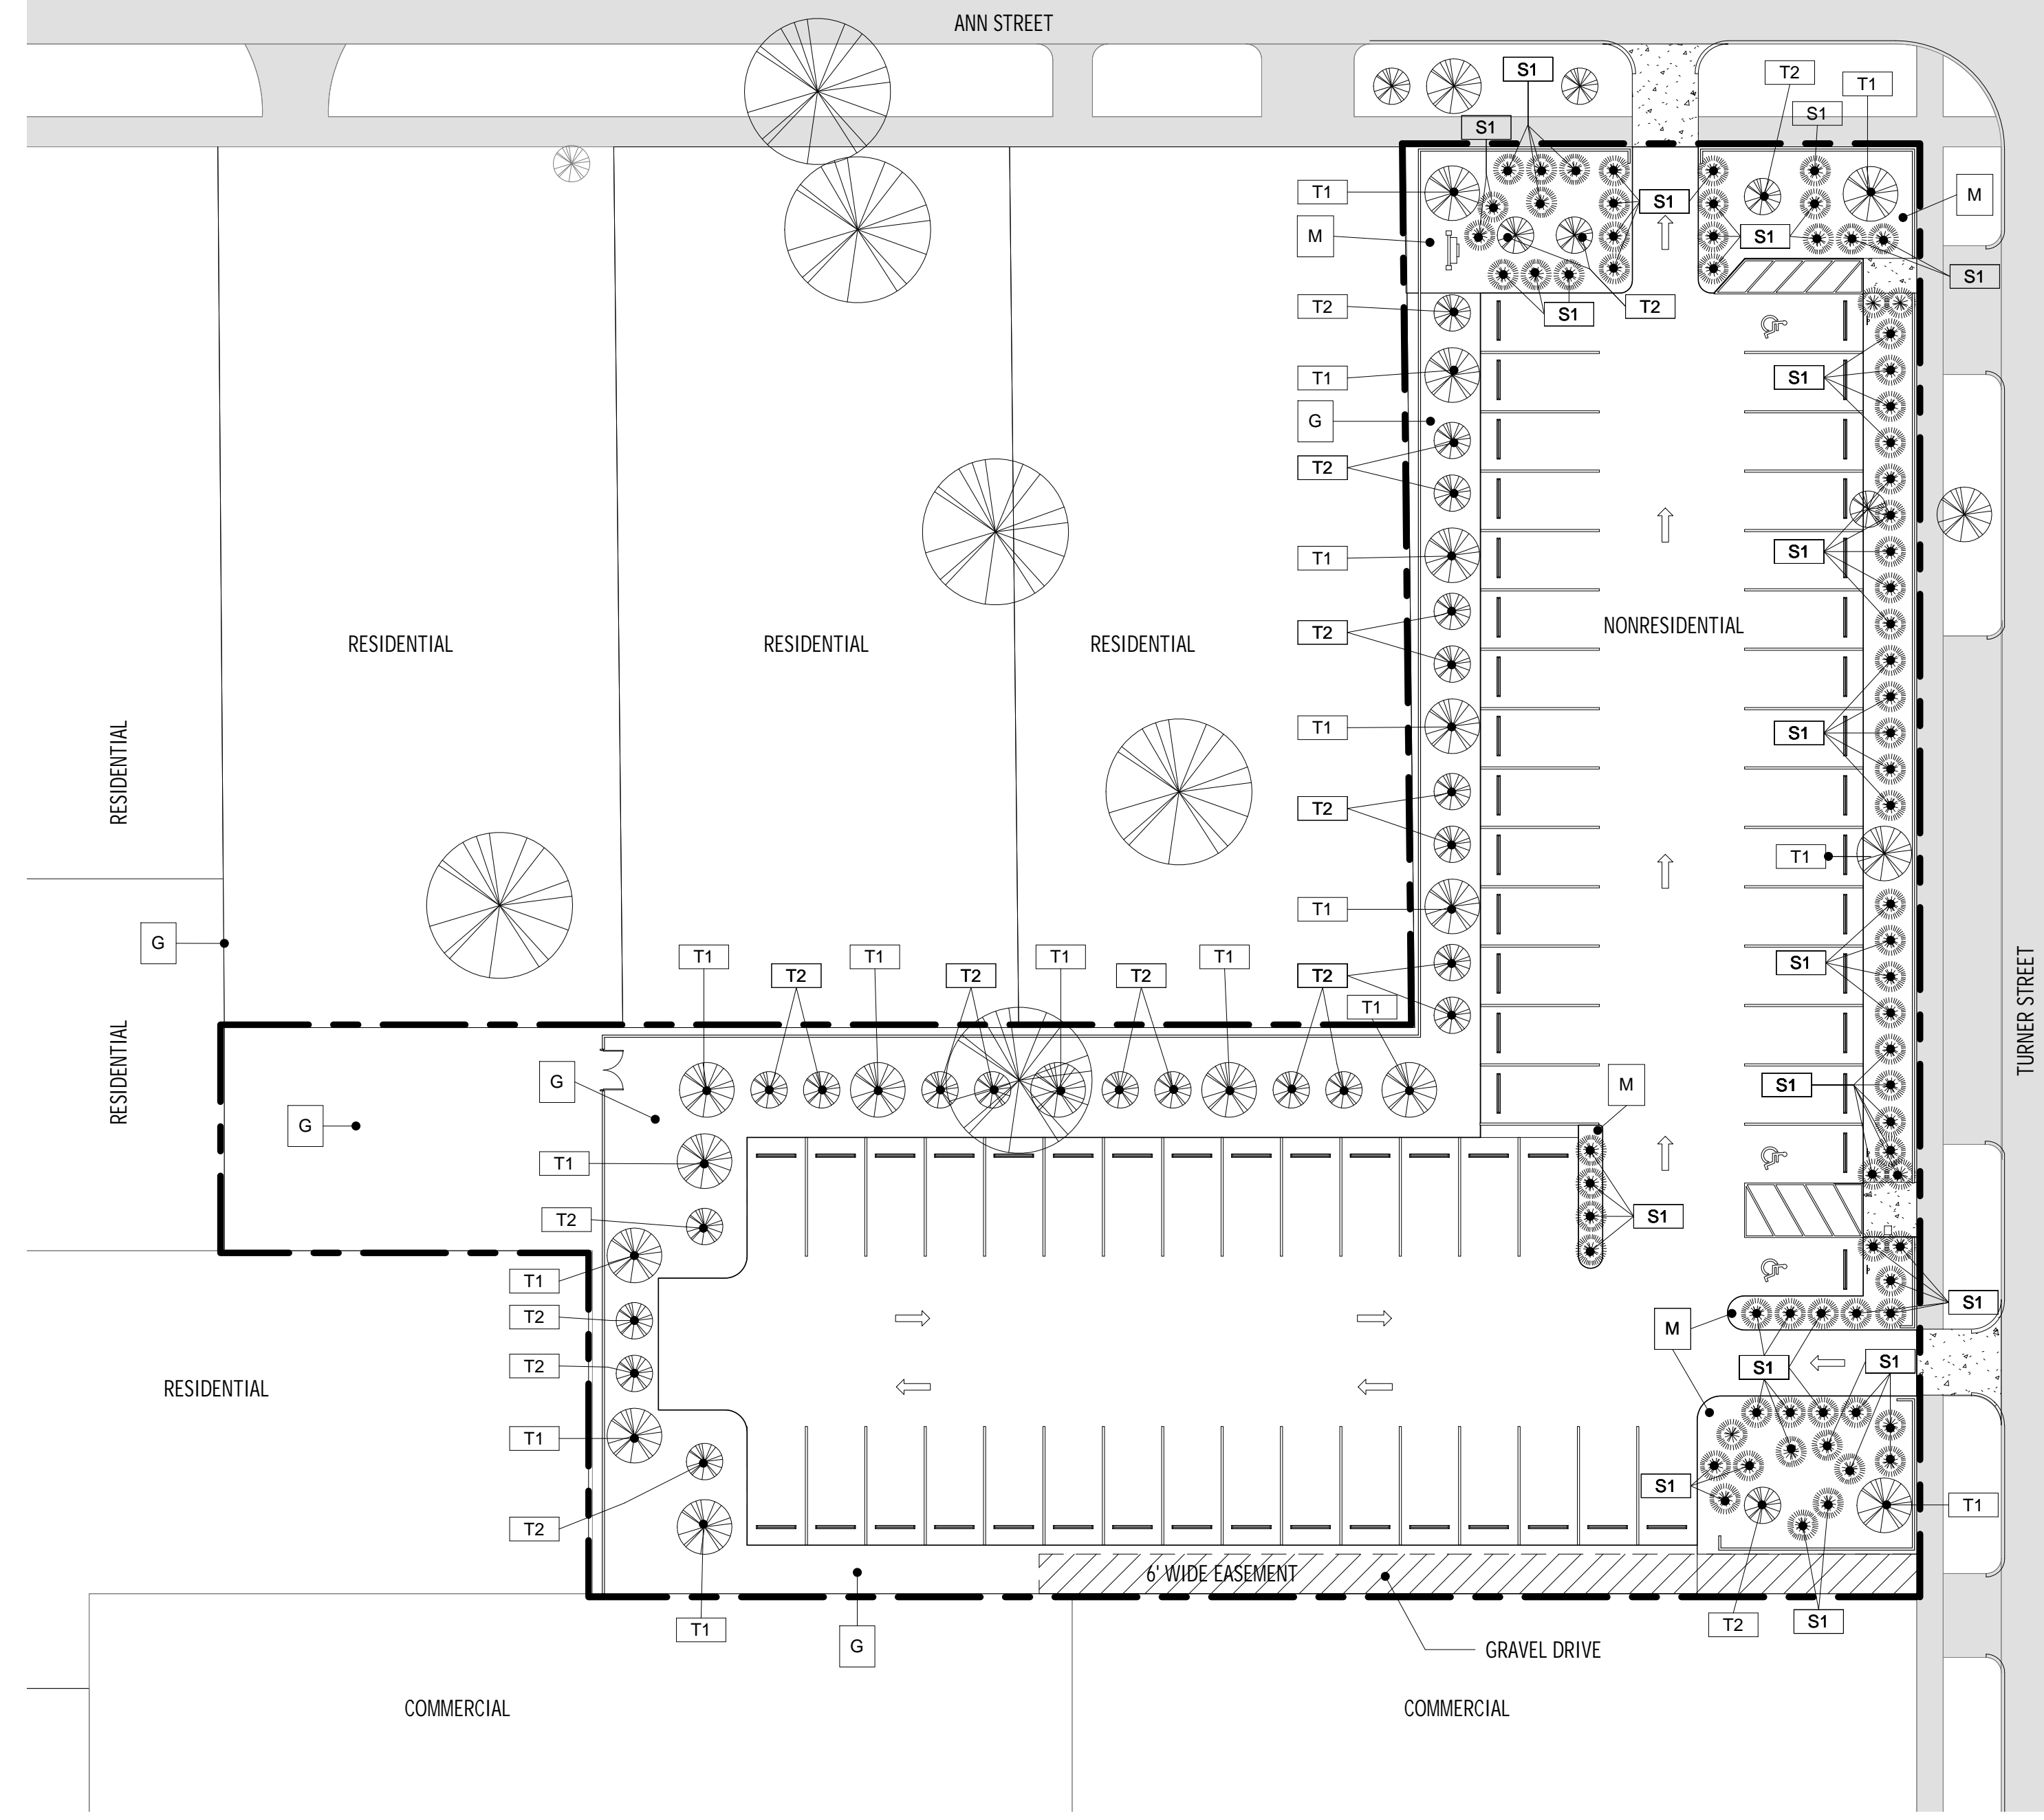 ANN STREET
S1
T2
T1
S1
S1
T1
S1
M
M
S1
S1
T2
S1
T2
S1
T1
S1
G
T2
S1
T1
NONRESIDENTIAL
T2
RESIDENTIAL
RESIDENTIAL
RESIDENTIAL
T1
S1
RESIDENTIAL
T2
T1
T1
G
T1
T2
T1
T2
T1
T2
T1
T2
S1
T1
TURNER STREET
RESIDENTIAL
G
G
M
S1
T1
T2
S1
T1
S1
T2
M
T2
S1
S1
RESIDENTIAL
T1
S1
T2
T1
6' WIDE EASEMENT
T1
G
T2
S1
GRAVEL DRIVE
COMMERCIAL
COMMERCIAL